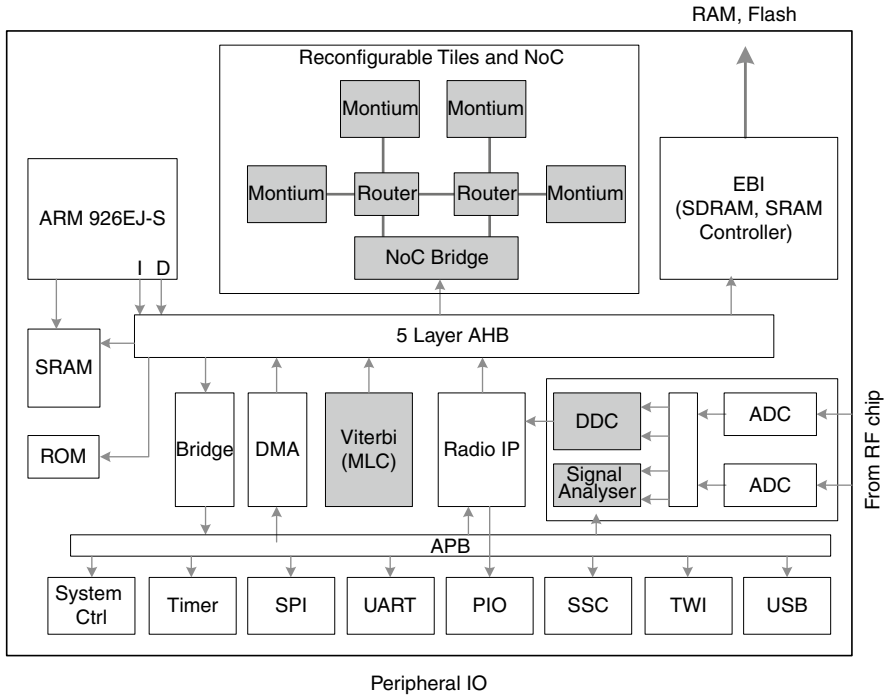 RAM, Flash
Reconfigurable Tiles and NoC
Montium
Montium
Montium
Router
Router
Montium
NoC Bridge
ARM 926EJ-S
I D
EBI
(SDRAM, SRAM
Controller)
5 Layer AHB
SRAM
ROM
Bridge
DMA
Viterbi
(MLC)
Radio IP
DDC
Signal
Analyser
ADC
ADC
From RF chip
APB
System
Ctrl
Timer
SPI
UART
PIO
SSC
TWI
USB
Peripheral IO